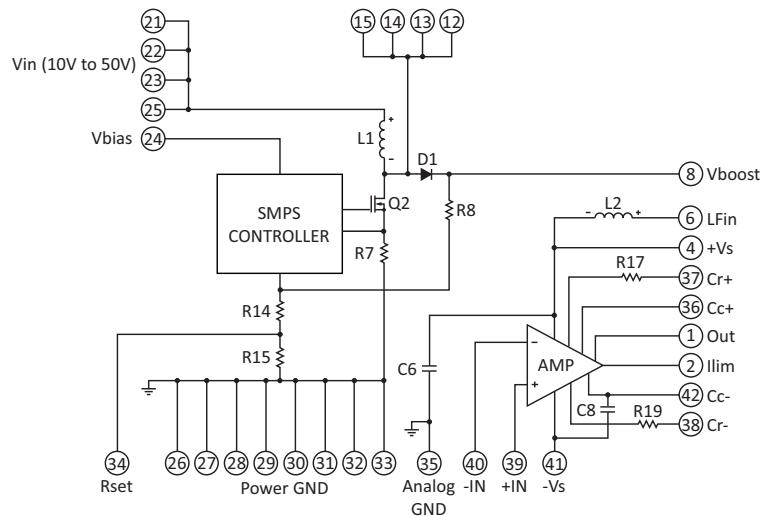 21
15
14
13
12
22
Vin (10V to 50V)
23
25
L1
+
-
24
Vbias
D1
8 Vboost
SMPS
CONTROLLER
Q2
R8
L2
- +
6 LFin
R7
4 +Vs
R17
37 Cr+
R14
36 Cc+
1 Out
R15
C6
-
+
AMP
2 Ilim
42 Cc-
C8
R19
38 Cr-
34
26
27
28
29
30
31
32
33
35
40
39
41
Rset
Power GND
Analog
GND
-IN
+IN
-Vs